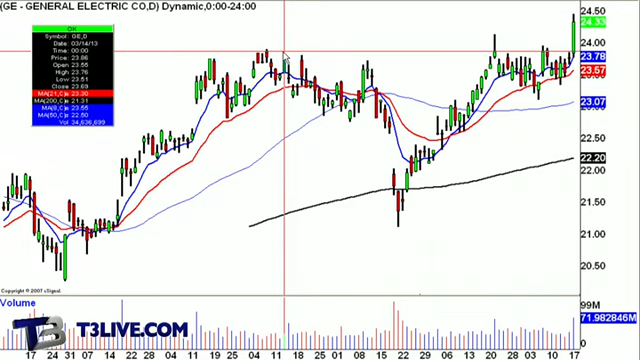 (GE - GENERAL ELECTRIC CO,D) Dynamic,0:00-24:00
OK
Symbol: GE,D
Date: 03/14/13
Time: 00:00
Price: 23.86
Open 23.55
High 23.76
Low 23.51
Close 23.69
MA(21,C)e 23.30
MA(200,C)e 21.31
MA(8,C)e 23.55
MA(50,C)e 22.50
Vol 34,636,699
24.50
24.33
24.00
23.78
23.57
23.07
22.50
22.20
22.00
21.50
21.00
20.50
Copyright © 2007 eSignal.
Volume
99M
71.982846M
T3
T3LIVE.COM
17 24 31 07 14 22 28 04 11 19 25 04 11 18 25 01 08 15 22 29 06 13 20 28 03 10 17